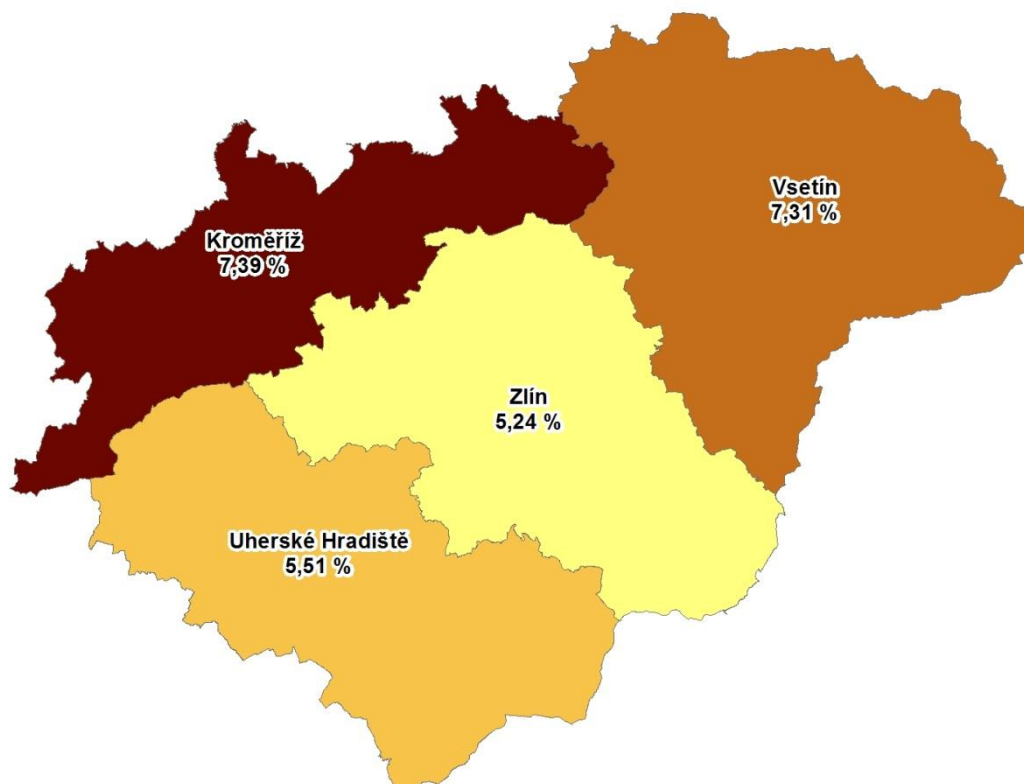 Vsetín
7,31 %
Kroměříž
7,39 %
Zlín
5,24 %
Uherské Hradiště
5,51 %